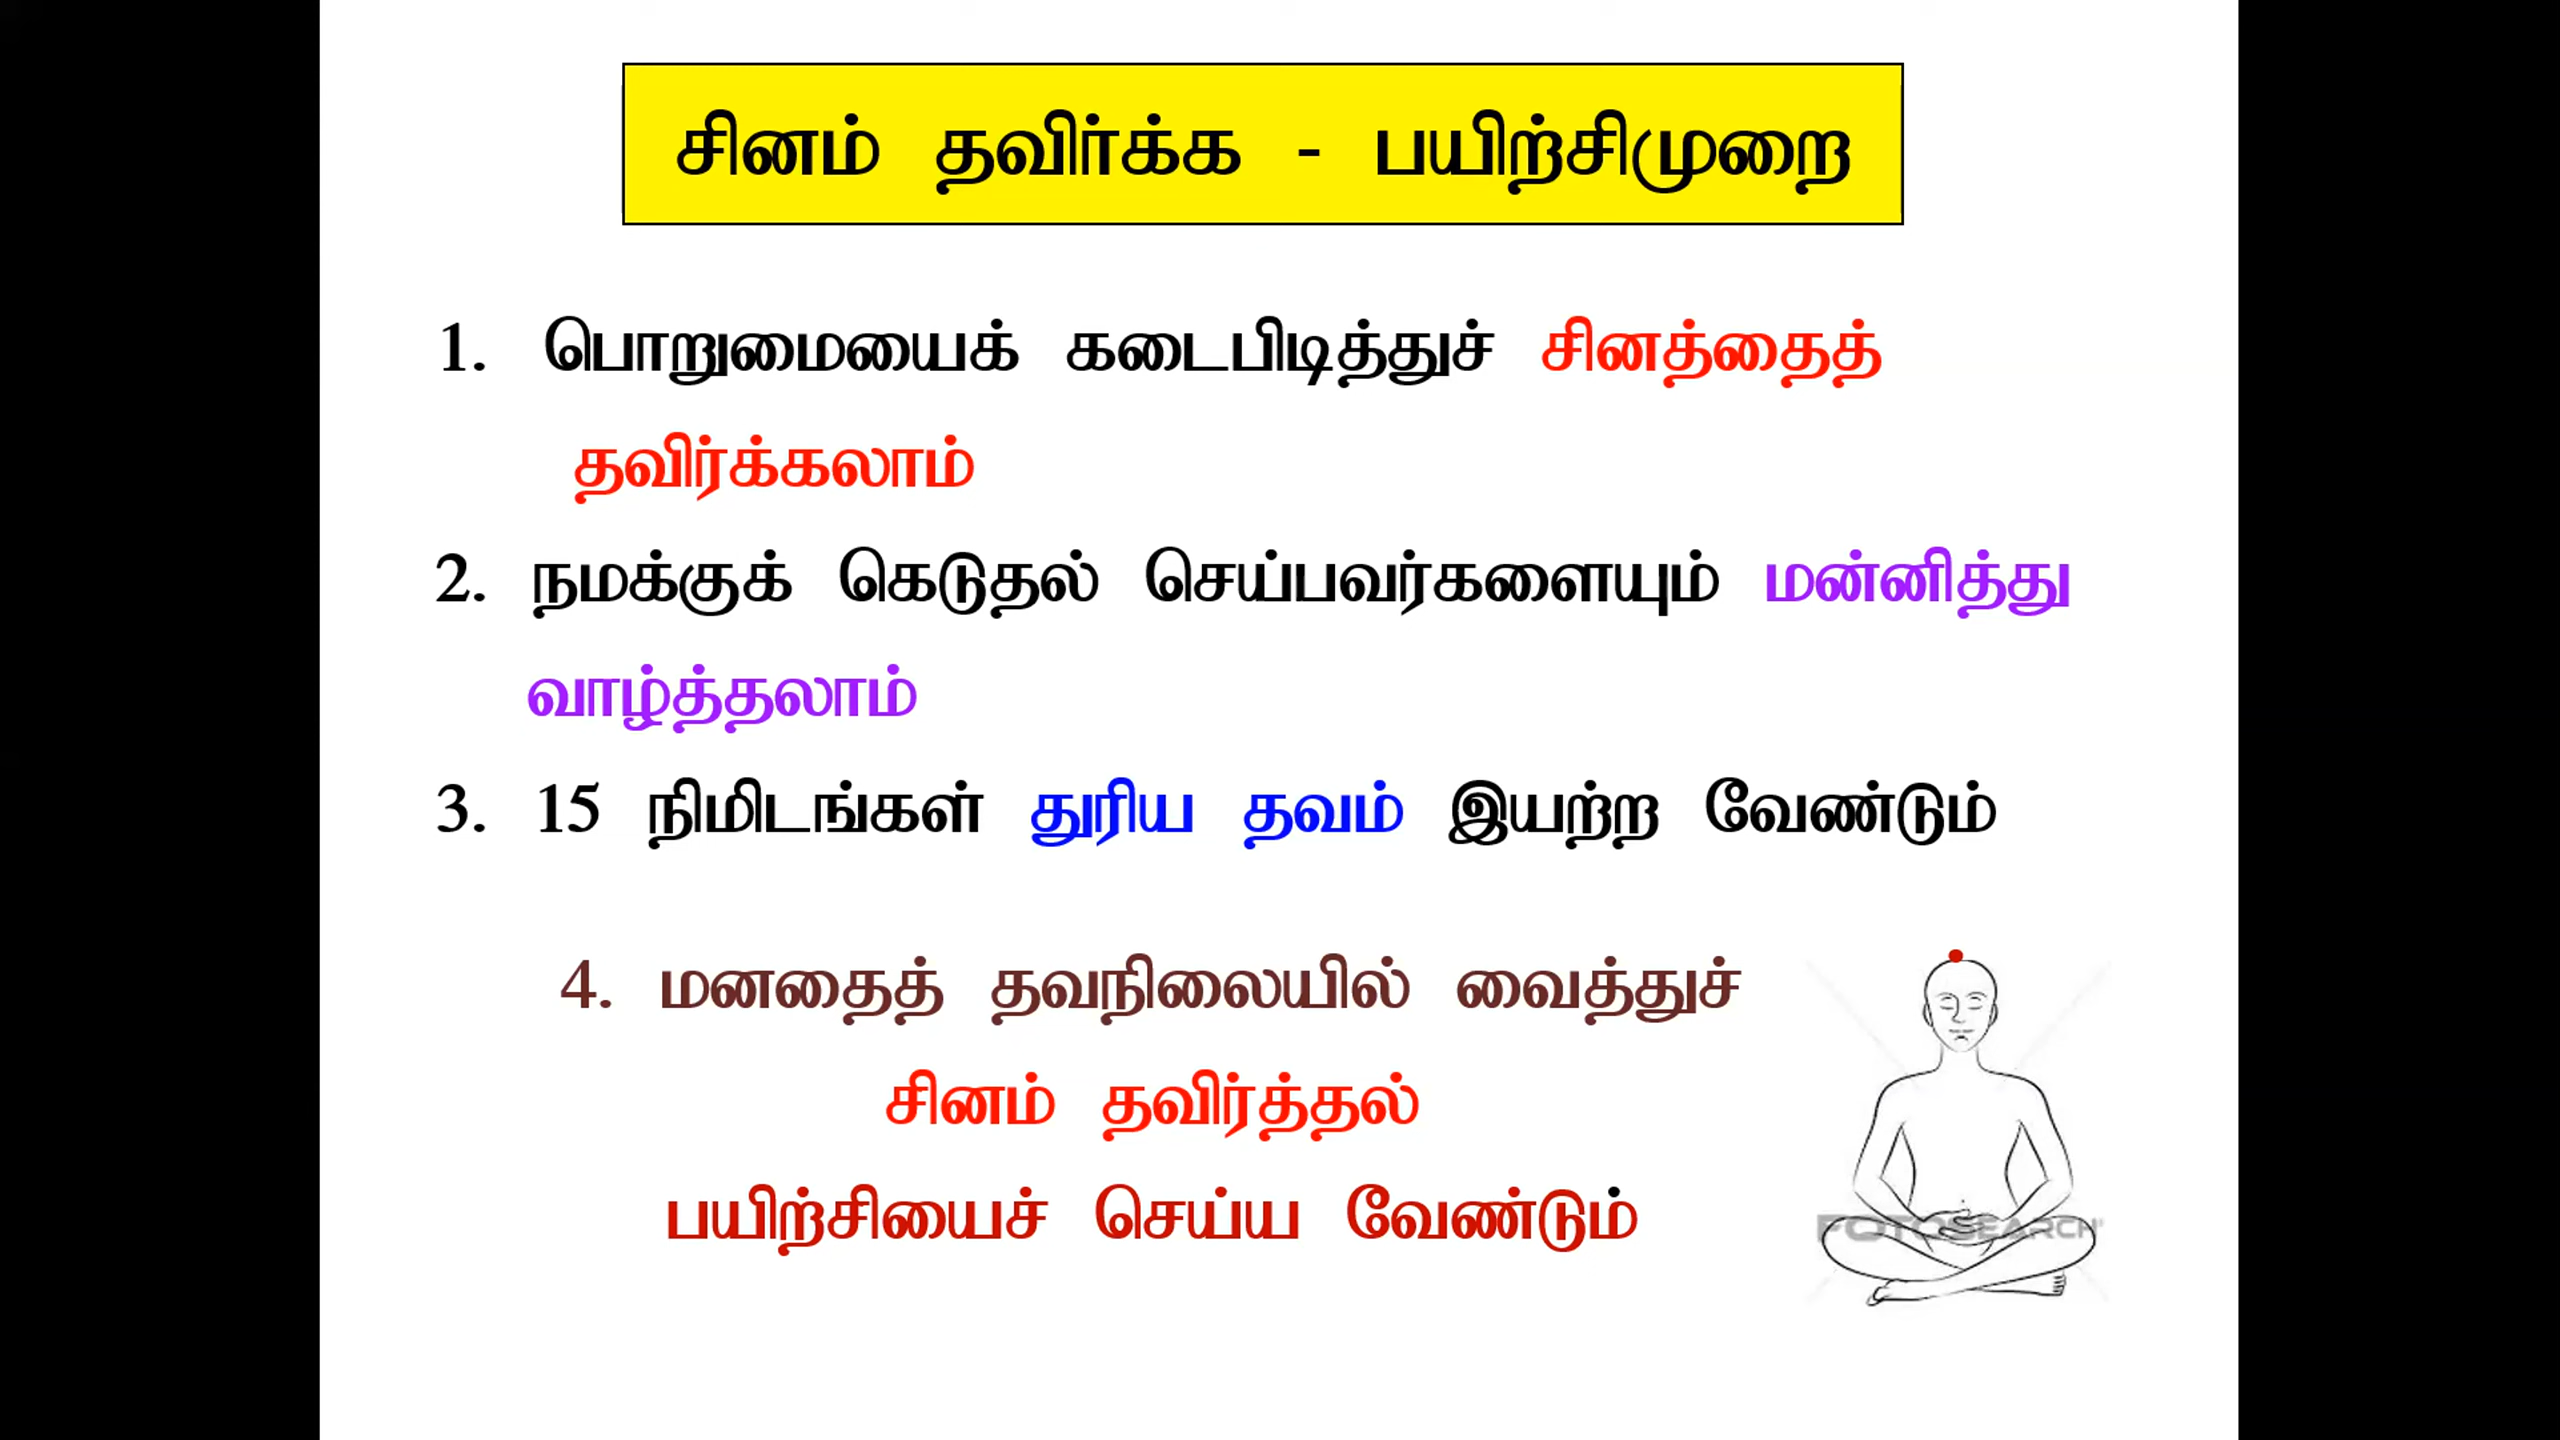 சினம் தவிர்க்க - பயிற்சிமுறை
1. பொறுமையைக் கடைபிடித்துச் சினத்தைத்
தவிர்க்கலாம்
2. நமக்குக் கெடுதல் செய்பவர்களையும் மன்னித்து
வாழ்த்தலாம்
3. 15 நிமிடங்கள் துரிய தவம் இயற்ற வேண்டும்
4. மனதைத் தவநிலையில் வைத்துச்
சினம் தவிர்த்தல்
பயிற்சியைச் செய்ய வேண்டும்
FOTOSEARCH